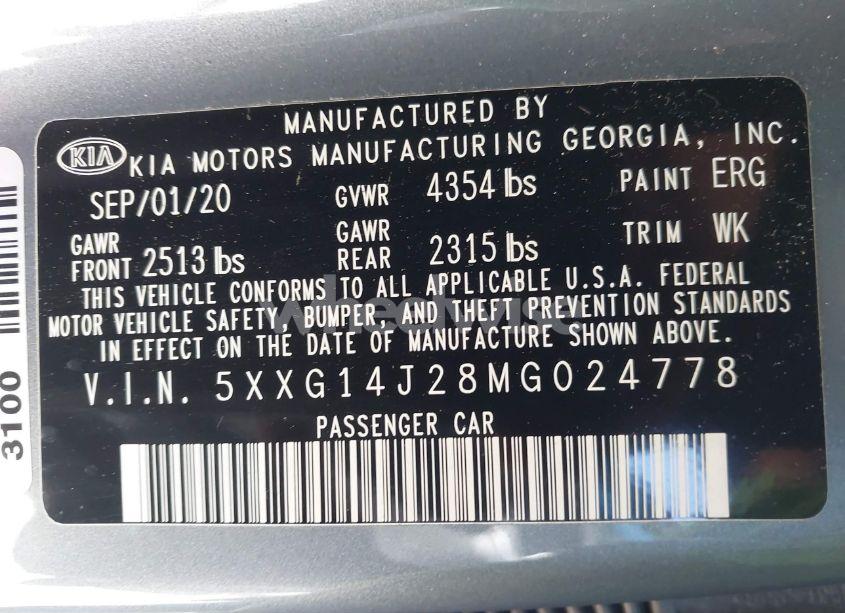 MANUFACTURED BY
KIA KIA MOTORS MANUFACTURING GEORGIA, INC.
SEP/01/20 GVWR 4354 lbs PAINT ERG
GAWR FRONT 2513 lbs GAWR REAR 2315 lbs TRIM WK
THIS VEHICLE CONFORMS TO ALL APPLICABLE U.S.A. FEDERAL
MOTOR VEHICLE SAFETY, BUMPER, AND THEFT PREVENTION STANDARDS
IN EFFECT ON THE DATE OF MANUFACTURE SHOWN ABOVE.
V.I.N. 5XXG14J28MG024778
PASSENGER CAR
3100
wheelwise